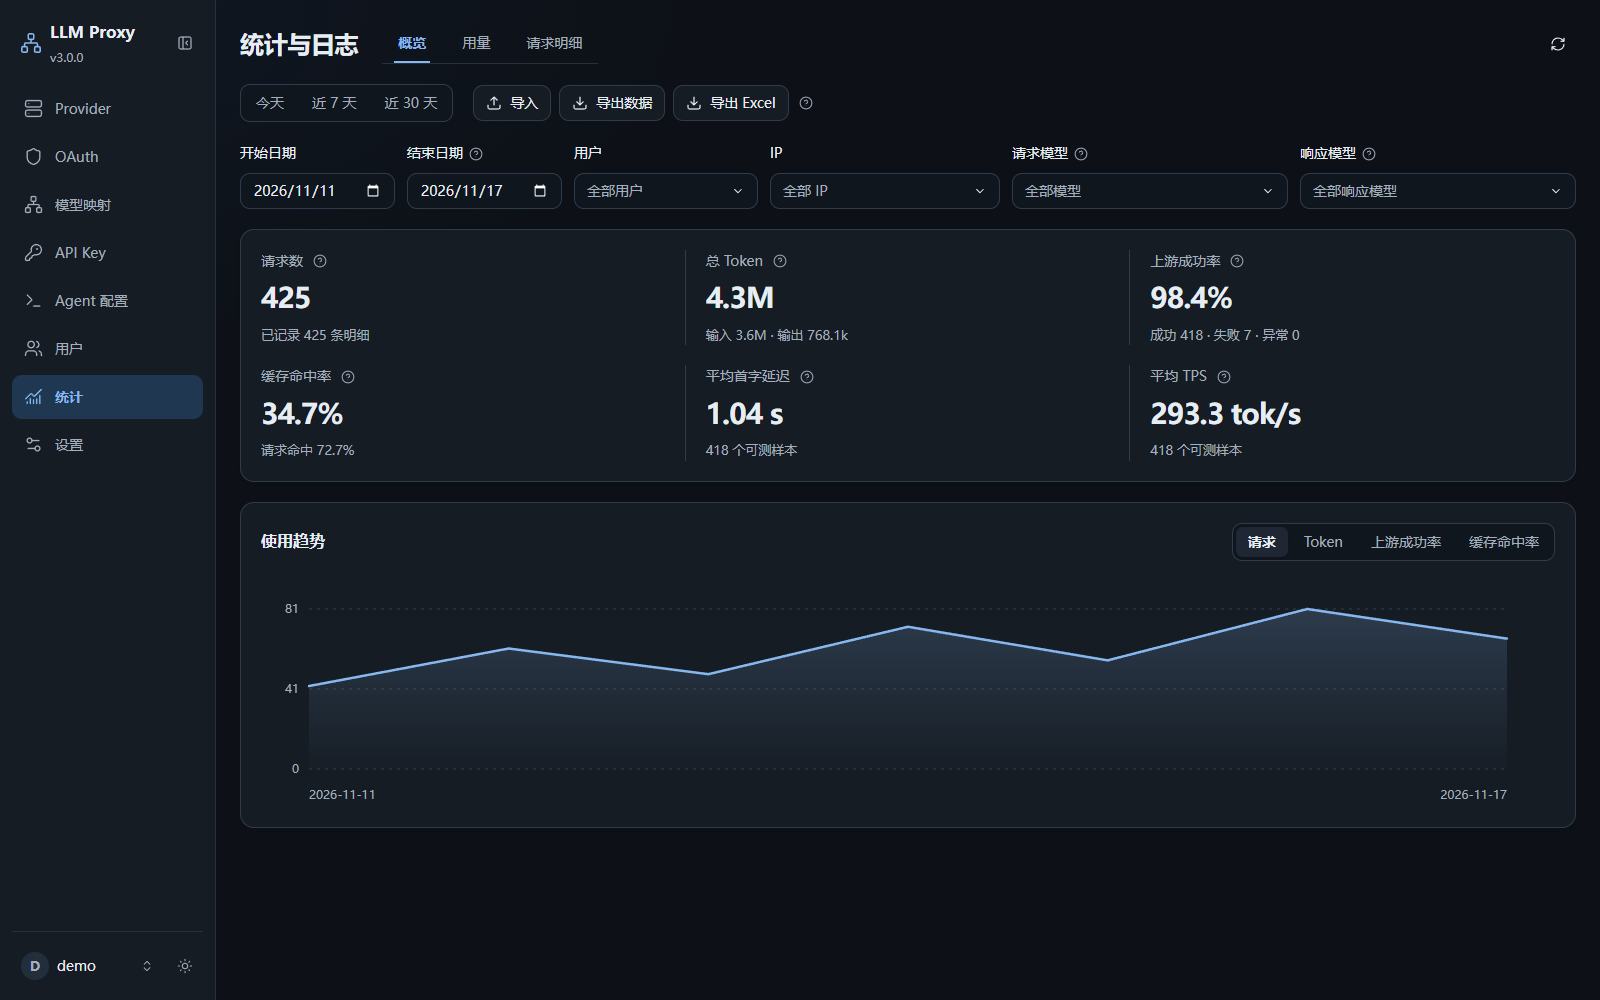 LLM Proxy
v3.0.0
Provider
OAuth
模型映射
API Key
Agent 配置
用户
统计
设置
D demo
统计与日志 概览 用量 请求明细
今天 近 7 天 近 30 天 导入 导出数据 导出 Excel
开始日期 结束日期 用户 IP 请求模型 响应模型
2026/11/11 2026/11/17 全部用户 全部 IP 全部模型 全部响应模型
请求数 总 Token 上游成功率
425 4.3M 98.4%
已记录 425 条明细 输入 3.6M · 输出 768.1k 成功 418 · 失败 7 · 异常 0
缓存命中率 平均首字延迟 平均 TPS
34.7% 1.04 s 293.3 tok/s
请求命中 72.7% 418 个可测样本 418 个可测样本
使用趋势 请求 Token 上游成功率 缓存命中率
81
41
0
2026-11-11 2026-11-17